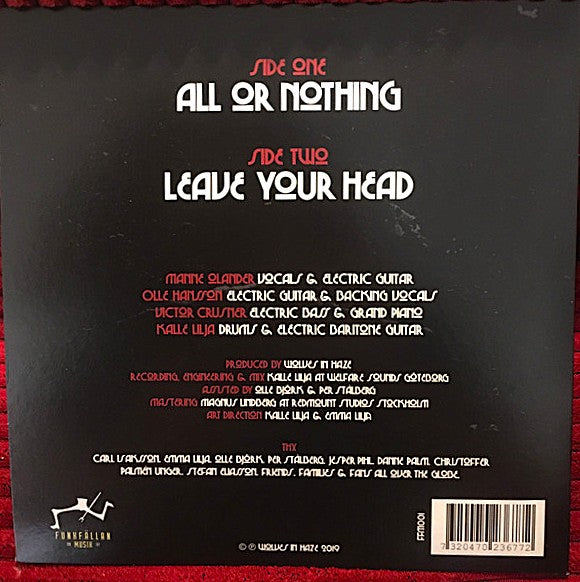 SIDE ONE
ALL OR NOTHING
SIDE TWO
LEAVE YOUR HEAD
MANNE OLANDER VOCALS & ELECTRIC GUITAR
OLLE HANSSON ELECTRIC GUITAR & BACKING VOCALS
VICTOR CRUSNER ELECTRIC BASS & GRAND PIANO
KALLE LILJA DRUMS & ELECTRIC BARITONE GUITAR
PRODUCED BY WOLVES IN HAZE
RECORDING, ENGINEERING & MIX KALLE LILJA AT WELFARE SOUNDS GÖTEBORG
ASSISTED BY OLLE BJÖRK & PER STÅLBERG
MASTERING MAGNUS LINDBERG AT REDMOUNT STUDIOS STOCKHOLM
ART DIRECTION KALLE LILJA & EMMA LILJA
THX
CARL ISAKSSON, EMMA LILJA, OLLE BJÖRK, PER STÅLBERG, JESPER PIHL, DANNE PALM, CHRISTOFFER
PALMÉN UNGER, STEFAN ELIASSON, FRIENDS, FAMILIES & FANS ALL OVER THE GLOBE.
FUNKFÄLLAN
MUSIK
FFM001
7 320470 236772
© ℗ WOLVES IN HAZE 2019